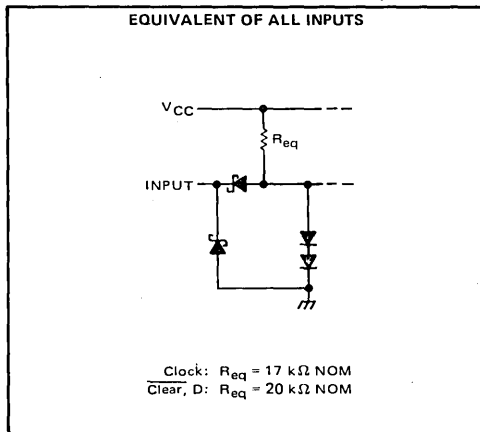 EQUIVALENT OF ALL INPUTS
VCC
Req
INPUT
Clock: Req = 17 kΩ NOM
Clear, D: Req = 20 kΩ NOM